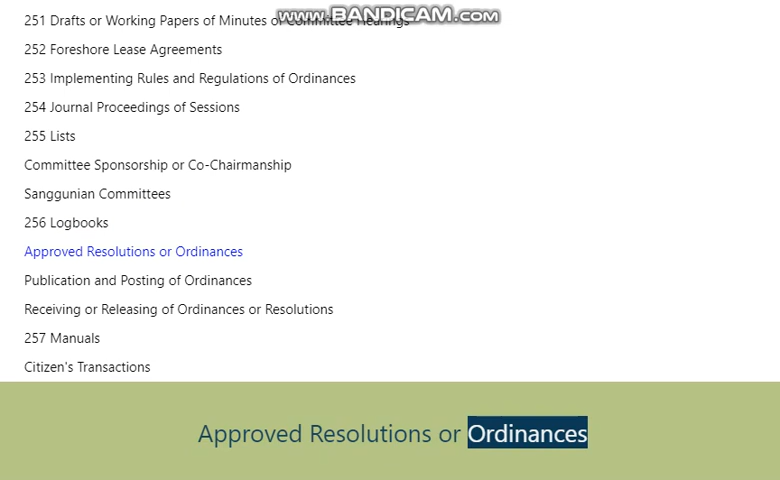 www.BANDICAM.com
251 Drafts or Working Papers of Minutes or Committee Hearings
252 Foreshore Lease Agreements
253 Implementing Rules and Regulations of Ordinances
254 Journal Proceedings of Sessions
255 Lists
Committee Sponsorship or Co-Chairmanship
Sanggunian Committees
256 Logbooks
Approved Resolutions or Ordinances
Publication and Posting of Ordinances
Receiving or Releasing of Ordinances or Resolutions
257 Manuals
Citizen's Transactions
Approved Resolutions or Ordinances